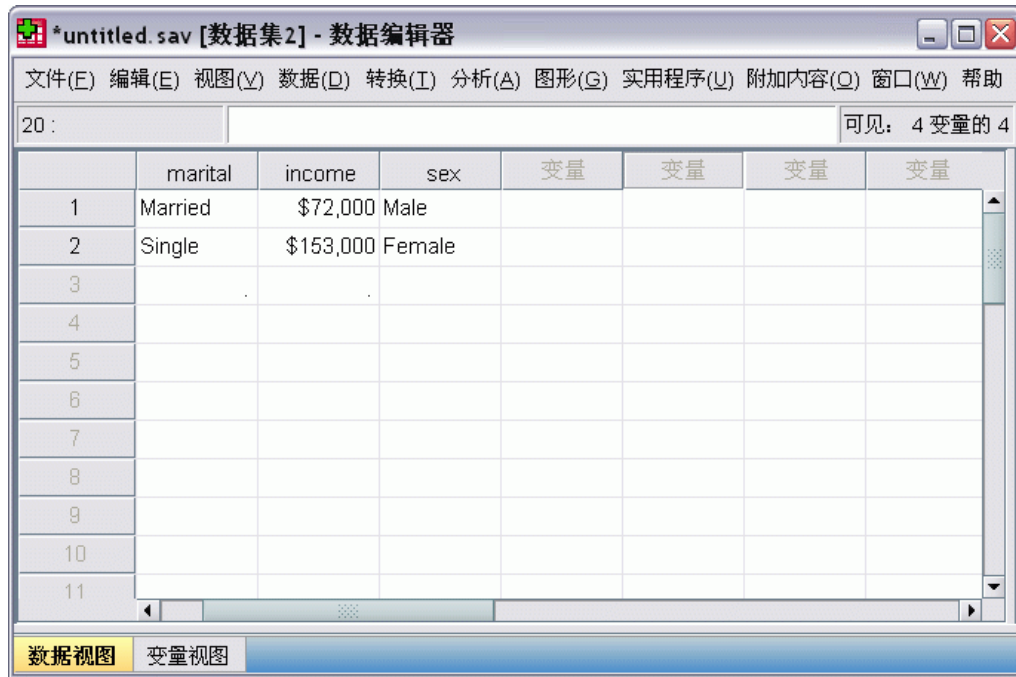 *untitled.sav [数据集2] - 数据编辑器
文件(F) 编辑(E) 视图(V) 数据(D) 转换(T) 分析(A) 图形(G) 实用程序(U) 附加内容(O) 窗口(W) 帮助
20 : 可见: 4 变量的 4
marital income sex 变量 变量 变量 变量
1 Married $72,000 Male
2 Single $153,000 Female
3 . .
4
5
6
7
8
9
10
11
数据视图 变量视图